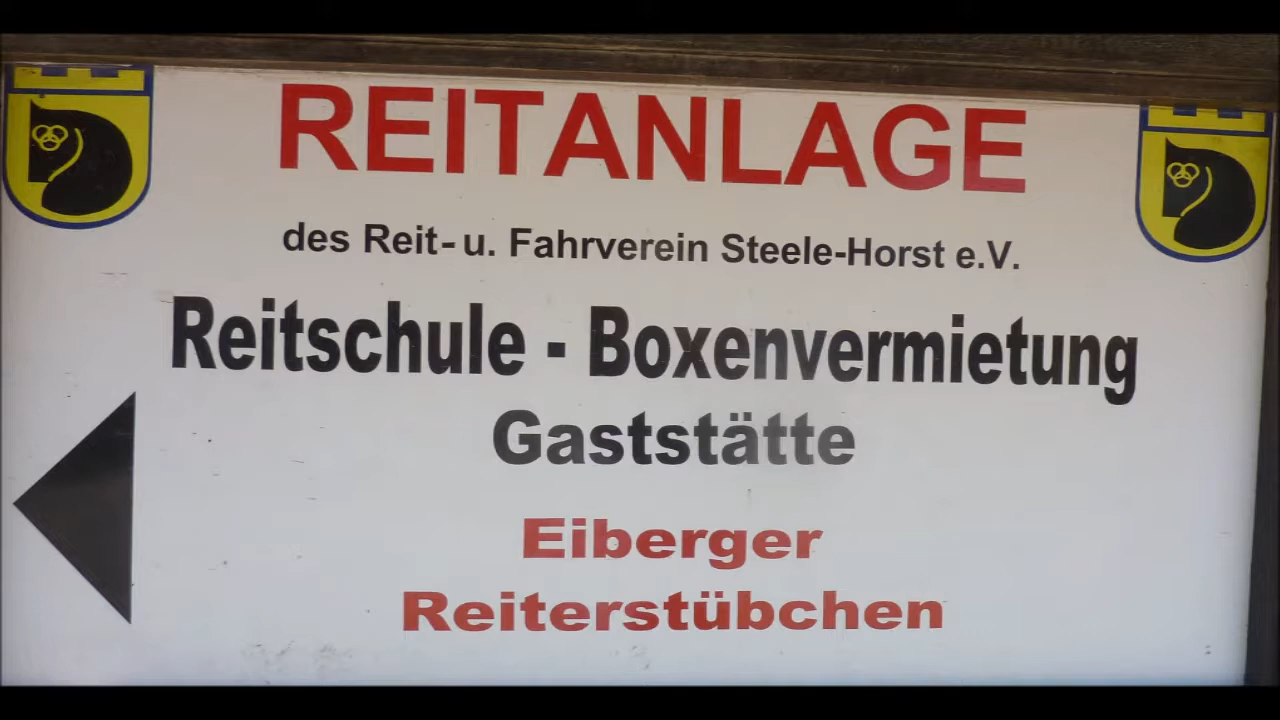 REITANLAGE
des Reit- u. Fahrverein Steele-Horst e.V.
Reitschule - Boxenvermietung
Gaststätte
Eiberger
Reiterstübchen